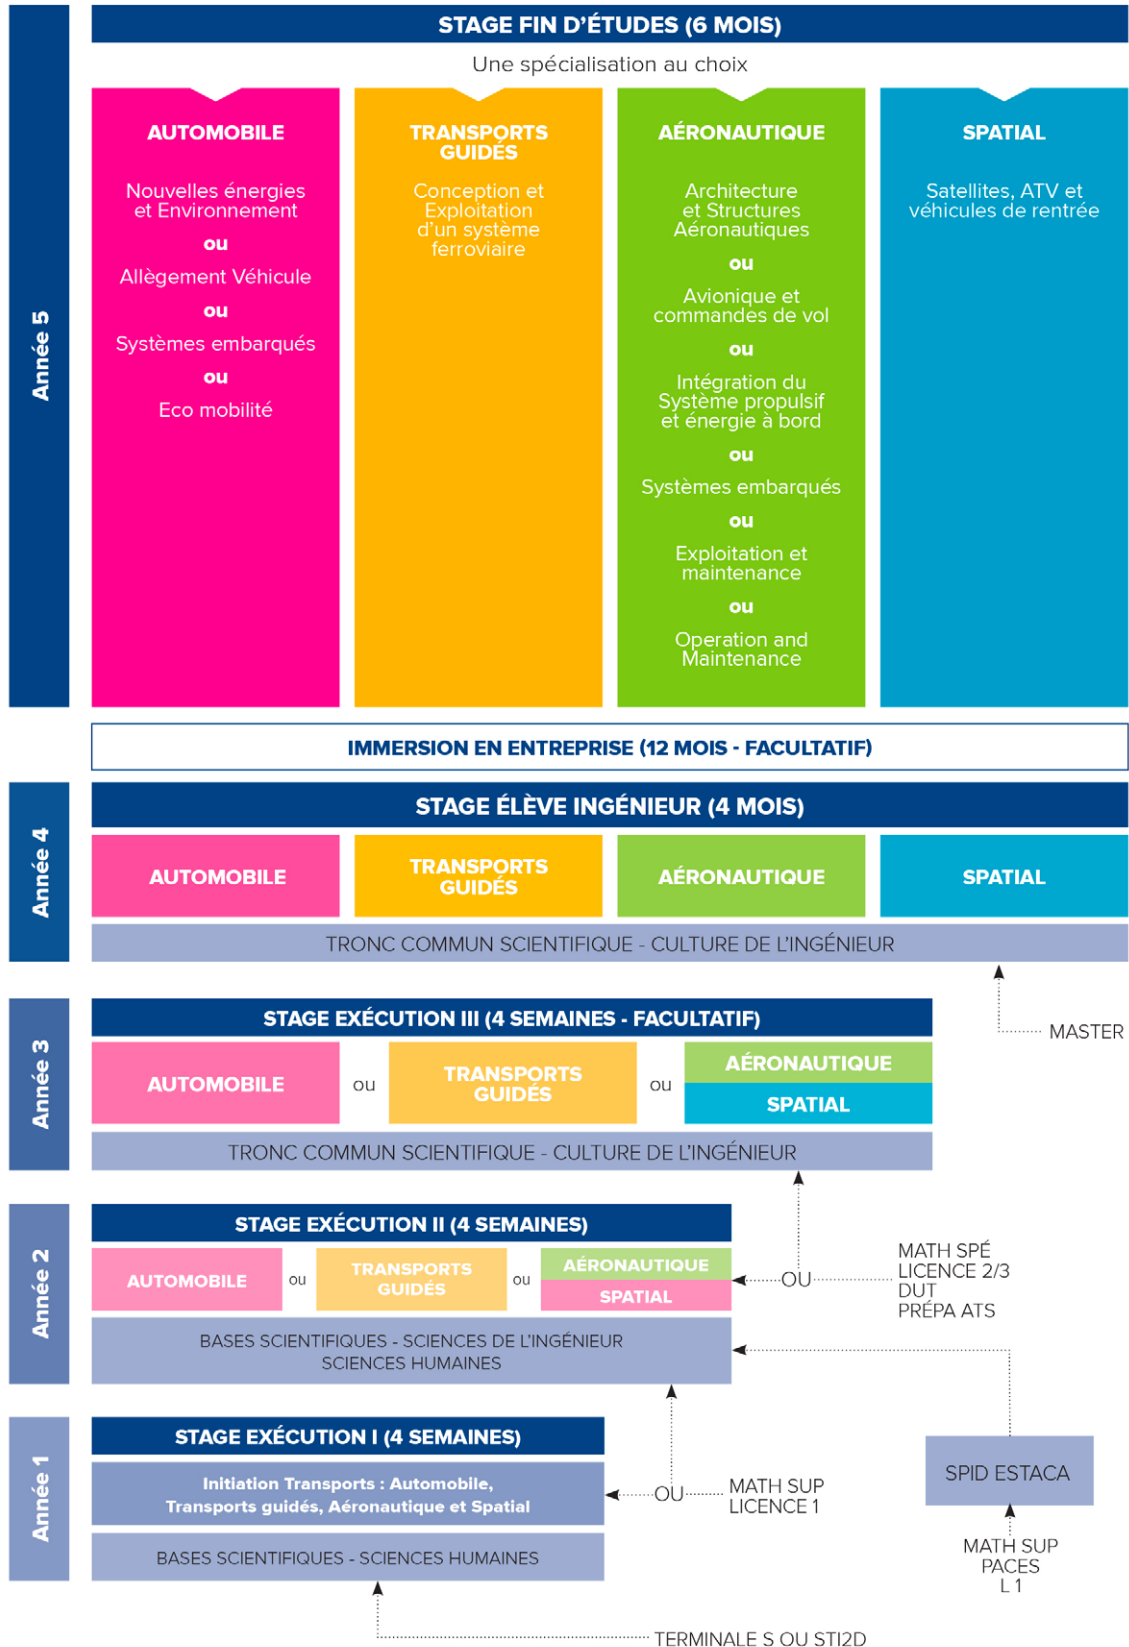 STAGE FIN D'ÉTUDES (6 MOIS)
Une spécialisation au choix
Année 5
AUTOMOBILE
Nouvelles énergies
et Environnement
ou
Allègement Véhicule
ou
Systèmes embarqués
ou
Eco mobilité
TRANSPORTS
GUIDÉS
Conception et
Exploitation
d'un système
ferroviaire
AÉRONAUTIQUE
Architecture
et Structures
Aéronautiques
ou
Avionique et
commandes de vol
ou
Intégration du
Système propulsif
et énergie à bord
ou
Systèmes embarqués
ou
Exploitation et
maintenance
ou
Operation and
Maintenance
SPATIAL
Satellites, ATV et
véhicules de rentrée
IMMERSION EN ENTREPRISE (12 MOIS - FACULTATIF)
Année 4
STAGE ÉLÈVE INGÉNIEUR (4 MOIS)
AUTOMOBILE
TRANSPORTS
GUIDÉS
AÉRONAUTIQUE
SPATIAL
TRONC COMMUN SCIENTIFIQUE - CULTURE DE L'INGÉNIEUR
MASTER
Année 3
STAGE EXÉCUTION III (4 SEMAINES - FACULTATIF)
AUTOMOBILE
ou
TRANSPORTS
GUIDÉS
ou
AÉRONAUTIQUE
SPATIAL
TRONC COMMUN SCIENTIFIQUE - CULTURE DE L'INGÉNIEUR
Année 2
STAGE EXÉCUTION II (4 SEMAINES)
AUTOMOBILE
ou
TRANSPORTS
GUIDÉS
ou
AÉRONAUTIQUE
SPATIAL
OU
MATH SPÉ
LICENCE 2/3
DUT
PRÉPA ATS
BASES SCIENTIFIQUES - SCIENCES DE L'INGÉNIEUR
SCIENCES HUMAINES
Année 1
STAGE EXÉCUTION I (4 SEMAINES)
Initiation Transports : Automobile,
Transports guidés, Aéronautique et Spatial
OU
MATH SUP
LICENCE 1
SPID ESTACA
BASES SCIENTIFIQUES - SCIENCES HUMAINES
MATH SUP
PACES
L 1
TERMINALE S OU STI2D